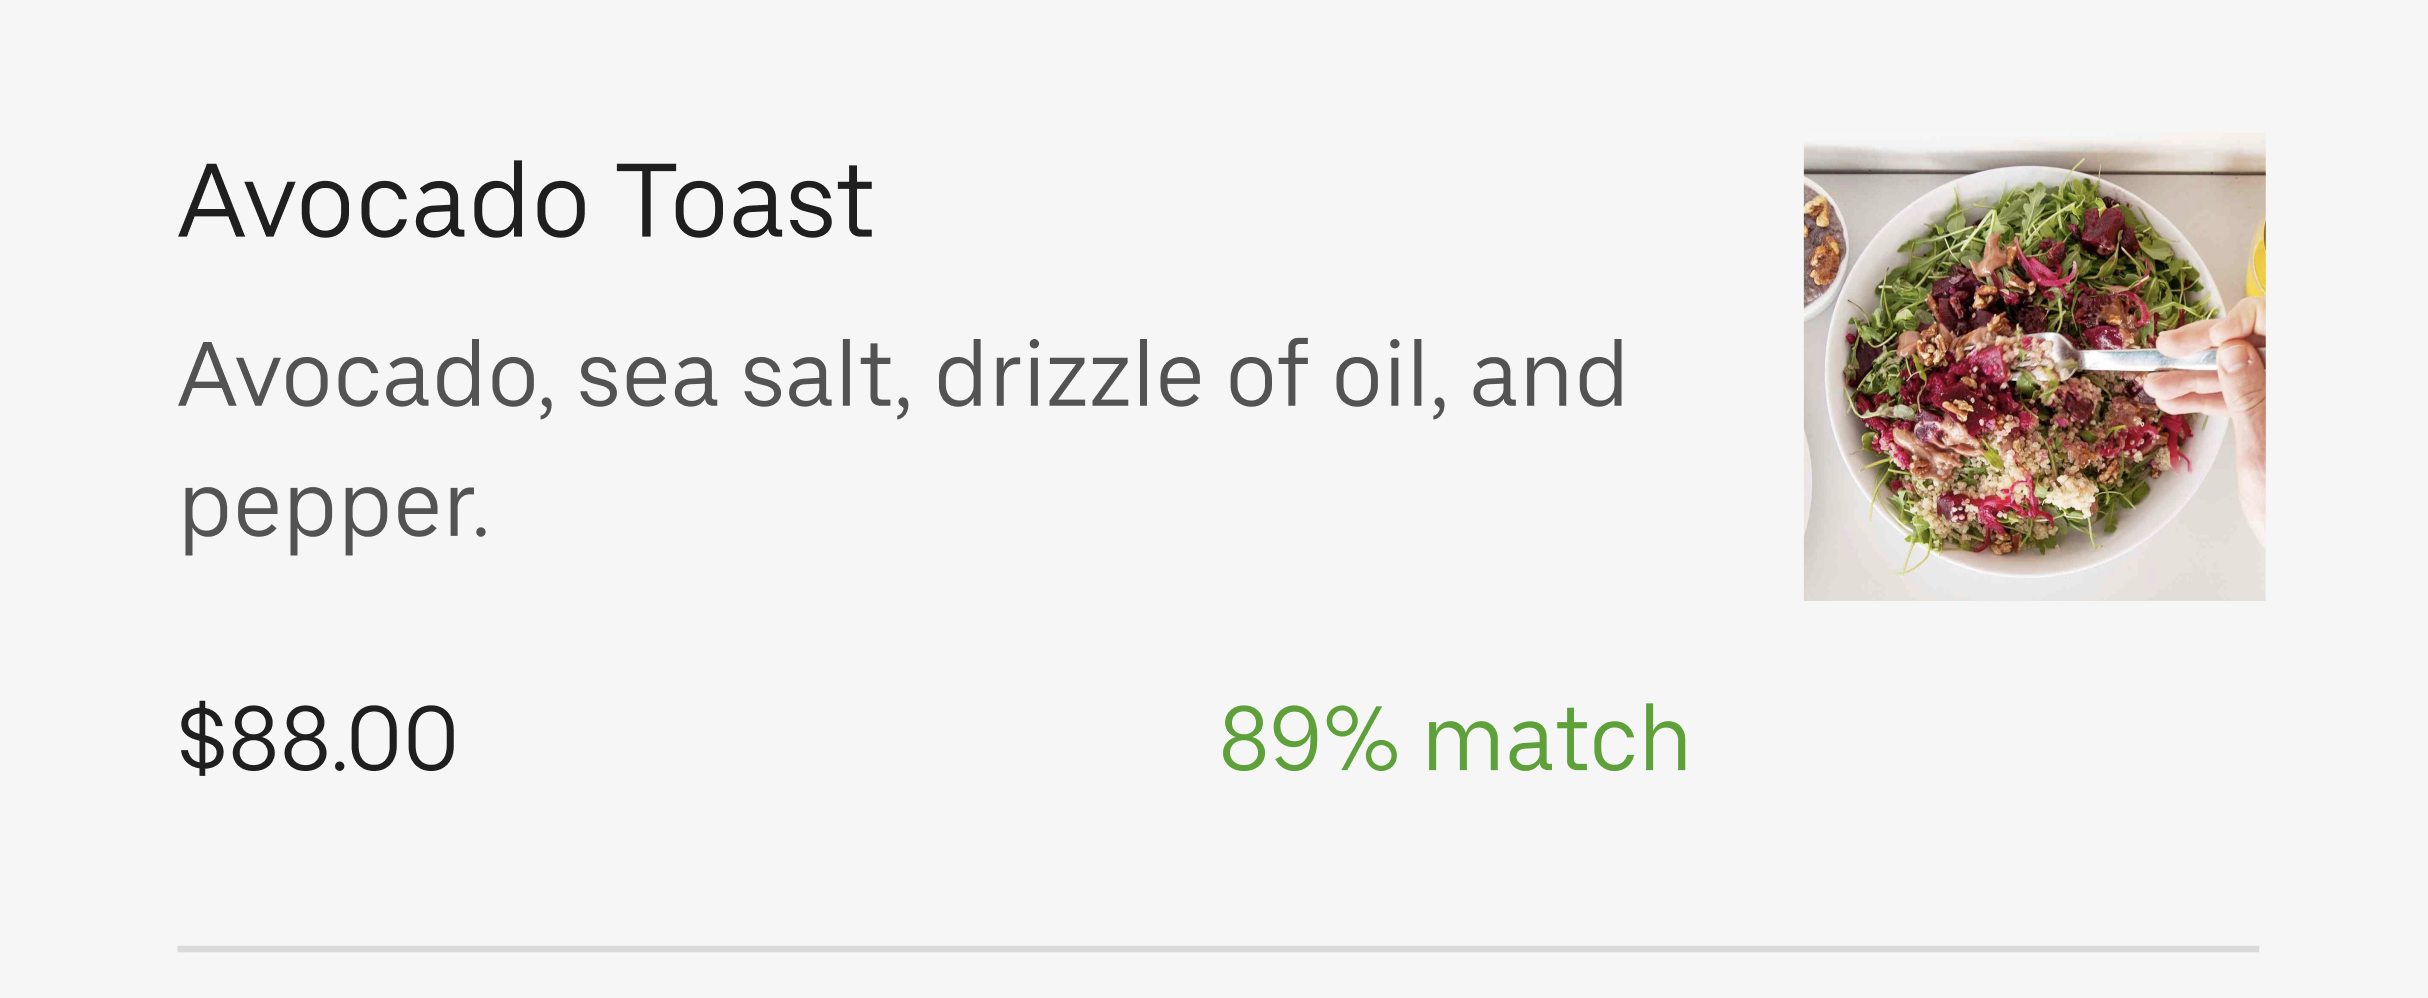 Avocado Toast
Avocado, sea salt, drizzle of oil, and
pepper.
$88.00
89% match